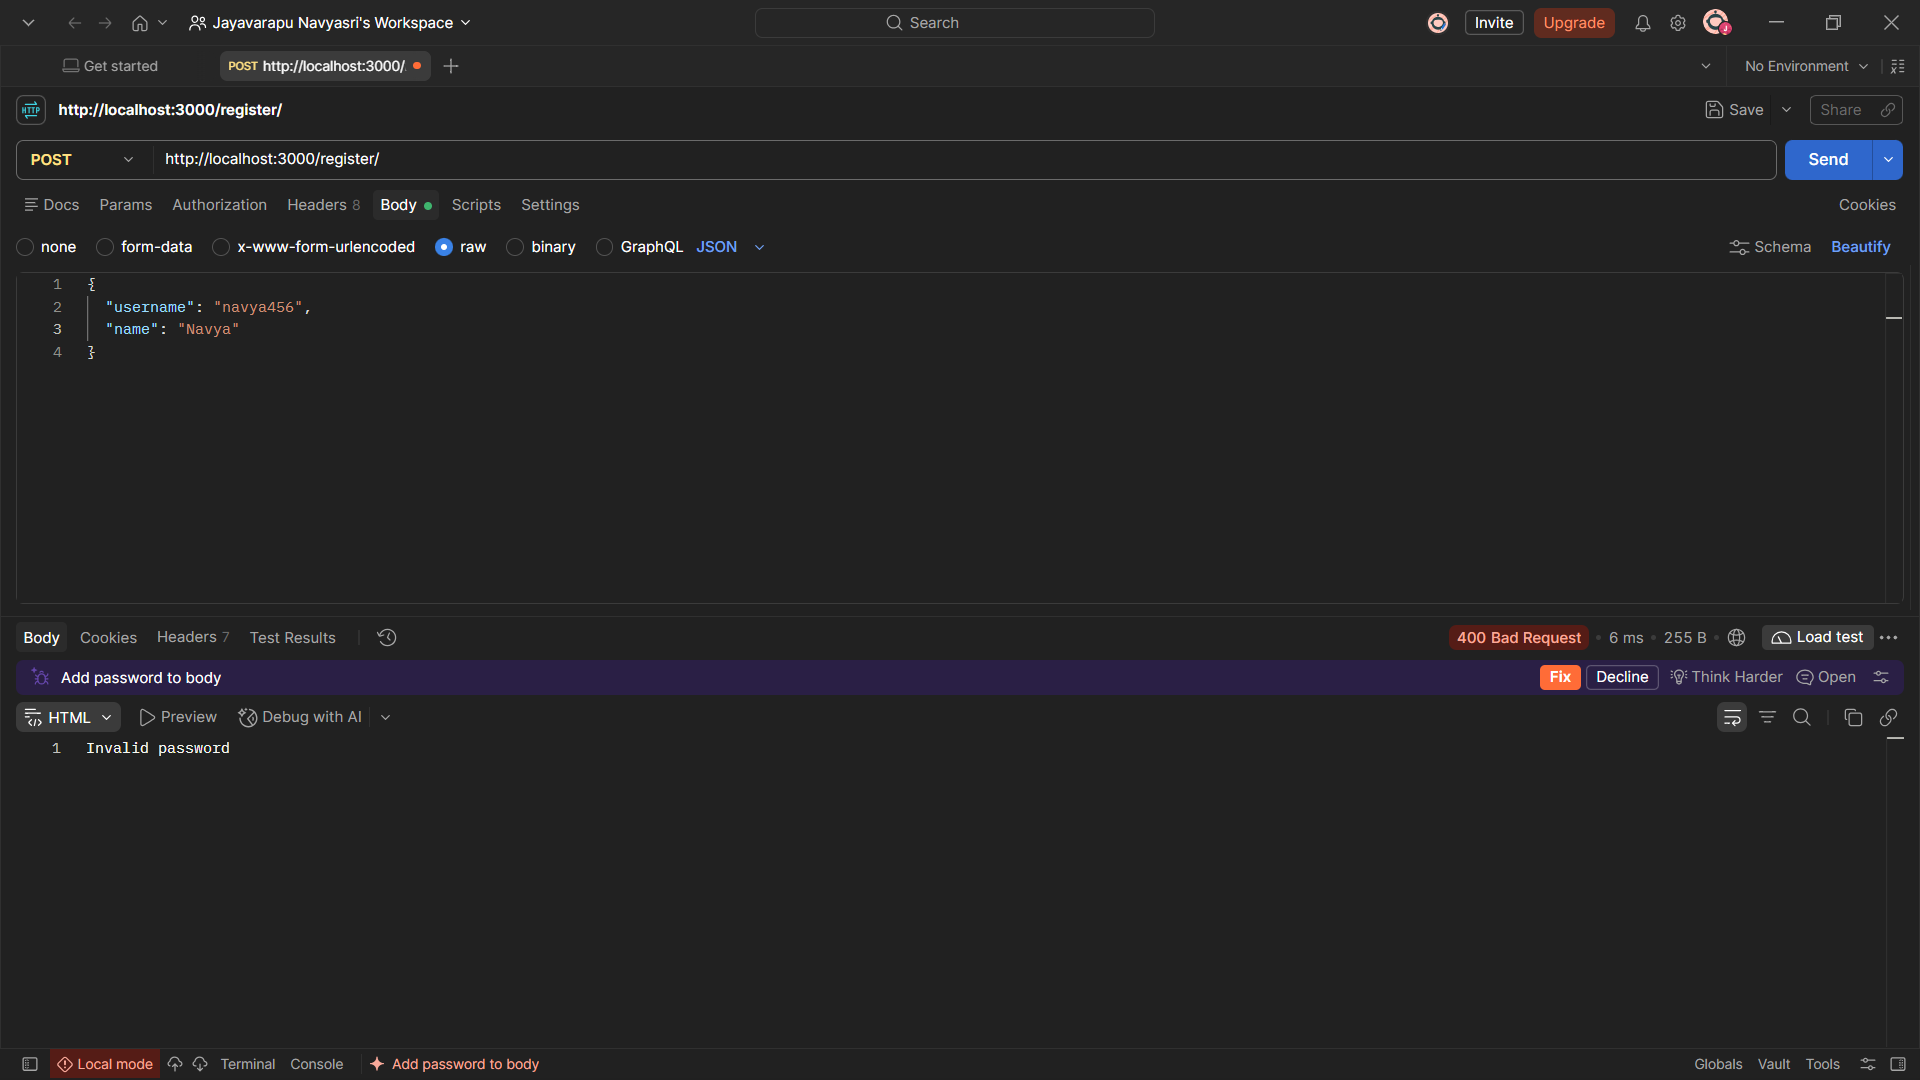 Jayavarapu Navyasri's Workspace
Search
Invite
Upgrade
J
Get started
POST http://localhost:3000/
No Environment
HTTP
http://localhost:3000/register/
Save
Share
POST
http://localhost:3000/register/
Send
Docs
Params
Authorization
Headers 8
Body
Scripts
Settings
Cookies
none
form-data
x-www-form-urlencoded
raw
binary
GraphQL
JSON
Schema
Beautify
1 {
2 "username": "navya456",
3 "name": "Navya"
4 }
Body
Cookies
Headers 7
Test Results
400 Bad Request • 6 ms • 255 B •
Load test
Add password to body
Fix
Decline
Think Harder
Open
HTML
Preview
Debug with AI
1 Invalid password
Local mode
Terminal
Console
Add password to body
Globals
Vault
Tools